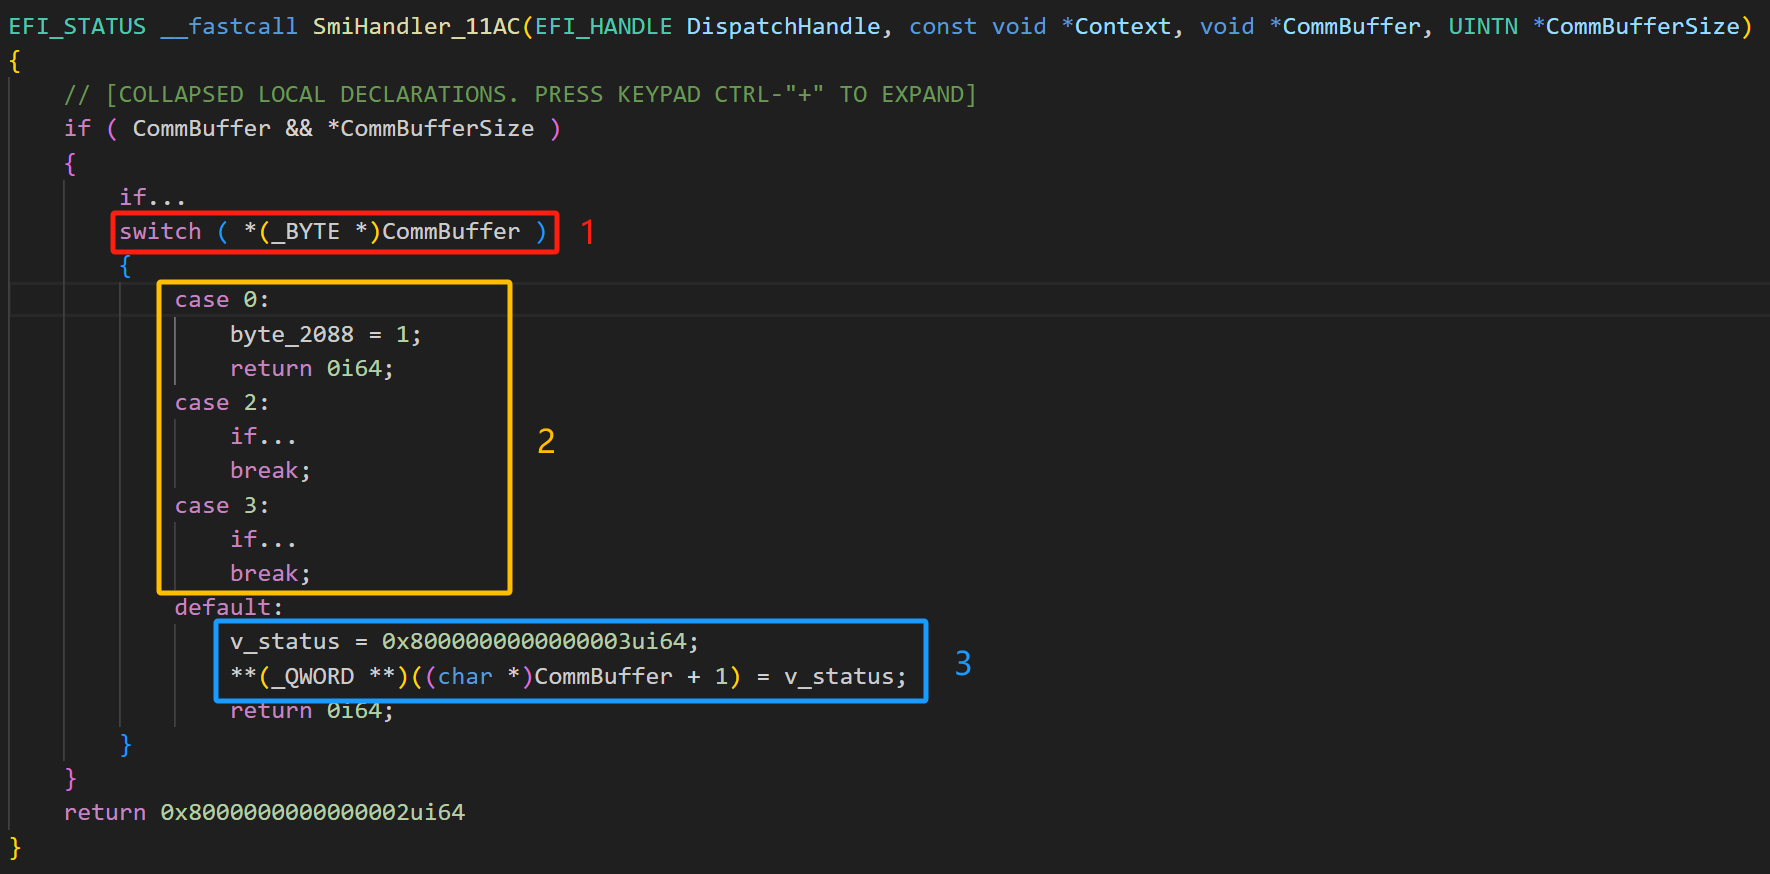 EFI_STATUS __fastcall SmiHandler_11AC(EFI_HANDLE DispatchHandle, const void *Context, void *CommBuffer, UINTN *CommBufferSize)
{
    // [COLLAPSED LOCAL DECLARATIONS. PRESS KEYPAD CTRL-"+" TO EXPAND]
    if ( CommBuffer && *CommBufferSize )
    {
        if...
        switch ( *(_BYTE *)CommBuffer ) 1
        {
            case 0:
                byte_2088 = 1;
                return 0i64;
            case 2:
                if... 2
                break;
            case 3:
                if...
                break;
            default:
                v_status = 0x8000000000000003ui64; 3
                **(_QWORD **)((char *)CommBuffer + 1) = v_status;
                return 0i64;
        }
    }
    return 0x8000000000000002ui64
}